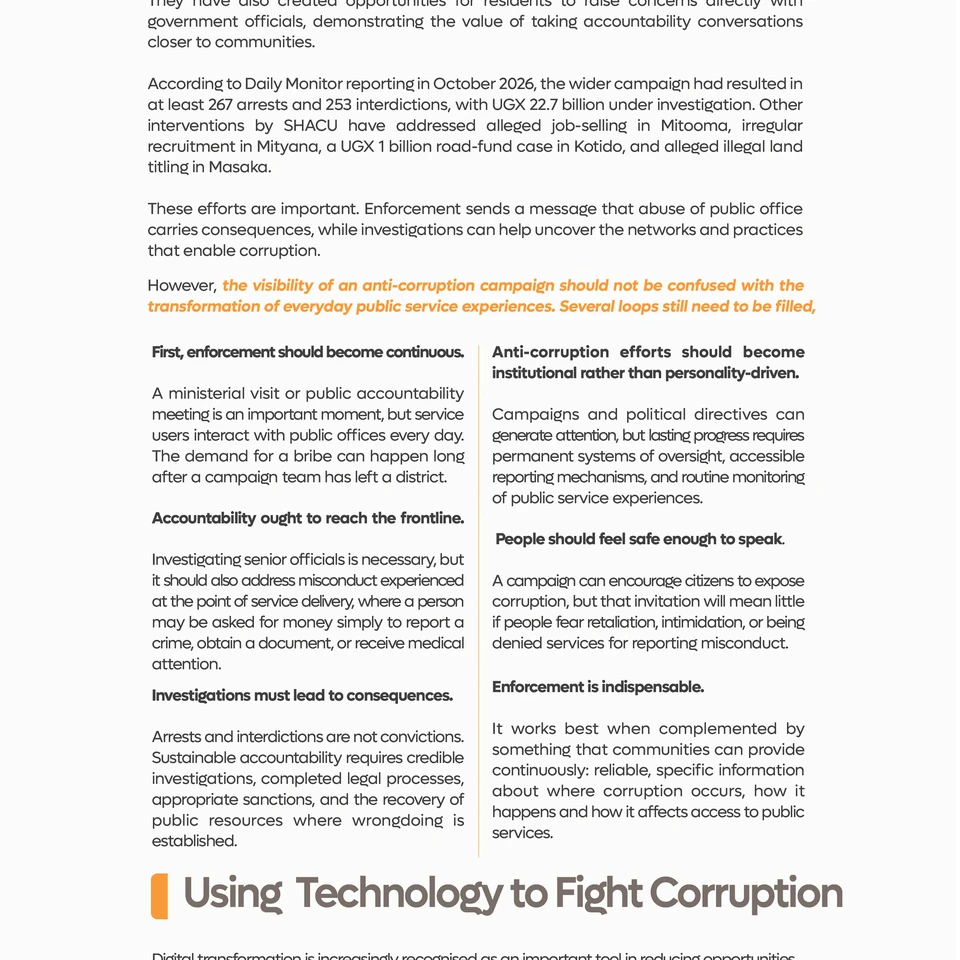 They have also created opportunities for residents to raise concerns directly with
government officials, demonstrating the value of taking accountability conversations
closer to communities.
According to Daily Monitor reporting in October 2026, the wider campaign had resulted in
at least 267 arrests and 253 interdictions, with UGX 22.7 billion under investigation. Other
interventions by SHACU have addressed alleged job-selling in Mitooma, irregular
recruitment in Mityana, a UGX 1 billion road-fund case in Kotido, and alleged illegal land
titling in Masaka.
These efforts are important. Enforcement sends a message that abuse of public office
carries consequences, while investigations can help uncover the networks and practices
that enable corruption.
However, the visibility of an anti-corruption campaign should not be confused with the
transformation of everyday public service experiences. Several loops still need to be filled,
First, enforcement should become continuous.
A ministerial visit or public accountability
meeting is an important moment, but service
users interact with public offices every day.
The demand for a bribe can happen long
after a campaign team has left a district.
Accountability ought to reach the frontline.
Investigating senior officials is necessary, but
it should also address misconduct experienced
at the point of service delivery, where a person
may be asked for money simply to report a
crime, obtain a document, or receive medical
attention.
Investigations must lead to consequences.
Arrests and interdictions are not convictions.
Sustainable accountability requires credible
investigations, completed legal processes,
appropriate sanctions, and the recovery of
public resources where wrongdoing is
established.
Anti-corruption efforts should become
institutional rather than personality-driven.
Campaigns and political directives can
generate attention, but lasting progress requires
permanent systems of oversight, accessible
reporting mechanisms, and routine monitoring
of public service experiences.
People should feel safe enough to speak.
A campaign can encourage citizens to expose
corruption, but that invitation will mean little
if people fear retaliation, intimidation, or being
denied services for reporting misconduct.
Enforcement is indispensable.
It works best when complemented by
something that communities can provide
continuously: reliable, specific information
about where corruption occurs, how it
happens and how it affects access to public
services.
Using Technology to Fight Corruption
Digital transformation is increasingly recognised as an important tool in reducing opportunities